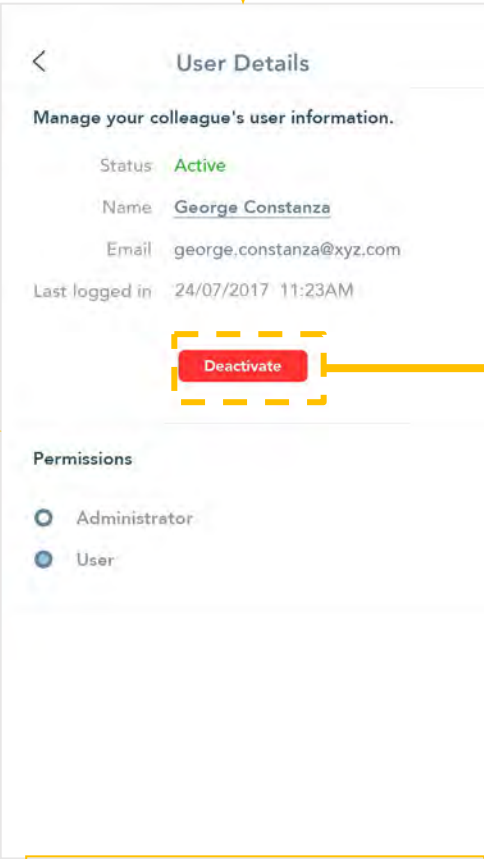 User Details
Manage your colleague's user information.
Status Active
Name George Constanza
Email george.constanza@xyz.com
Last logged in 24/07/2017 11:23AM
Deactivate
Permissions
Administrator
User